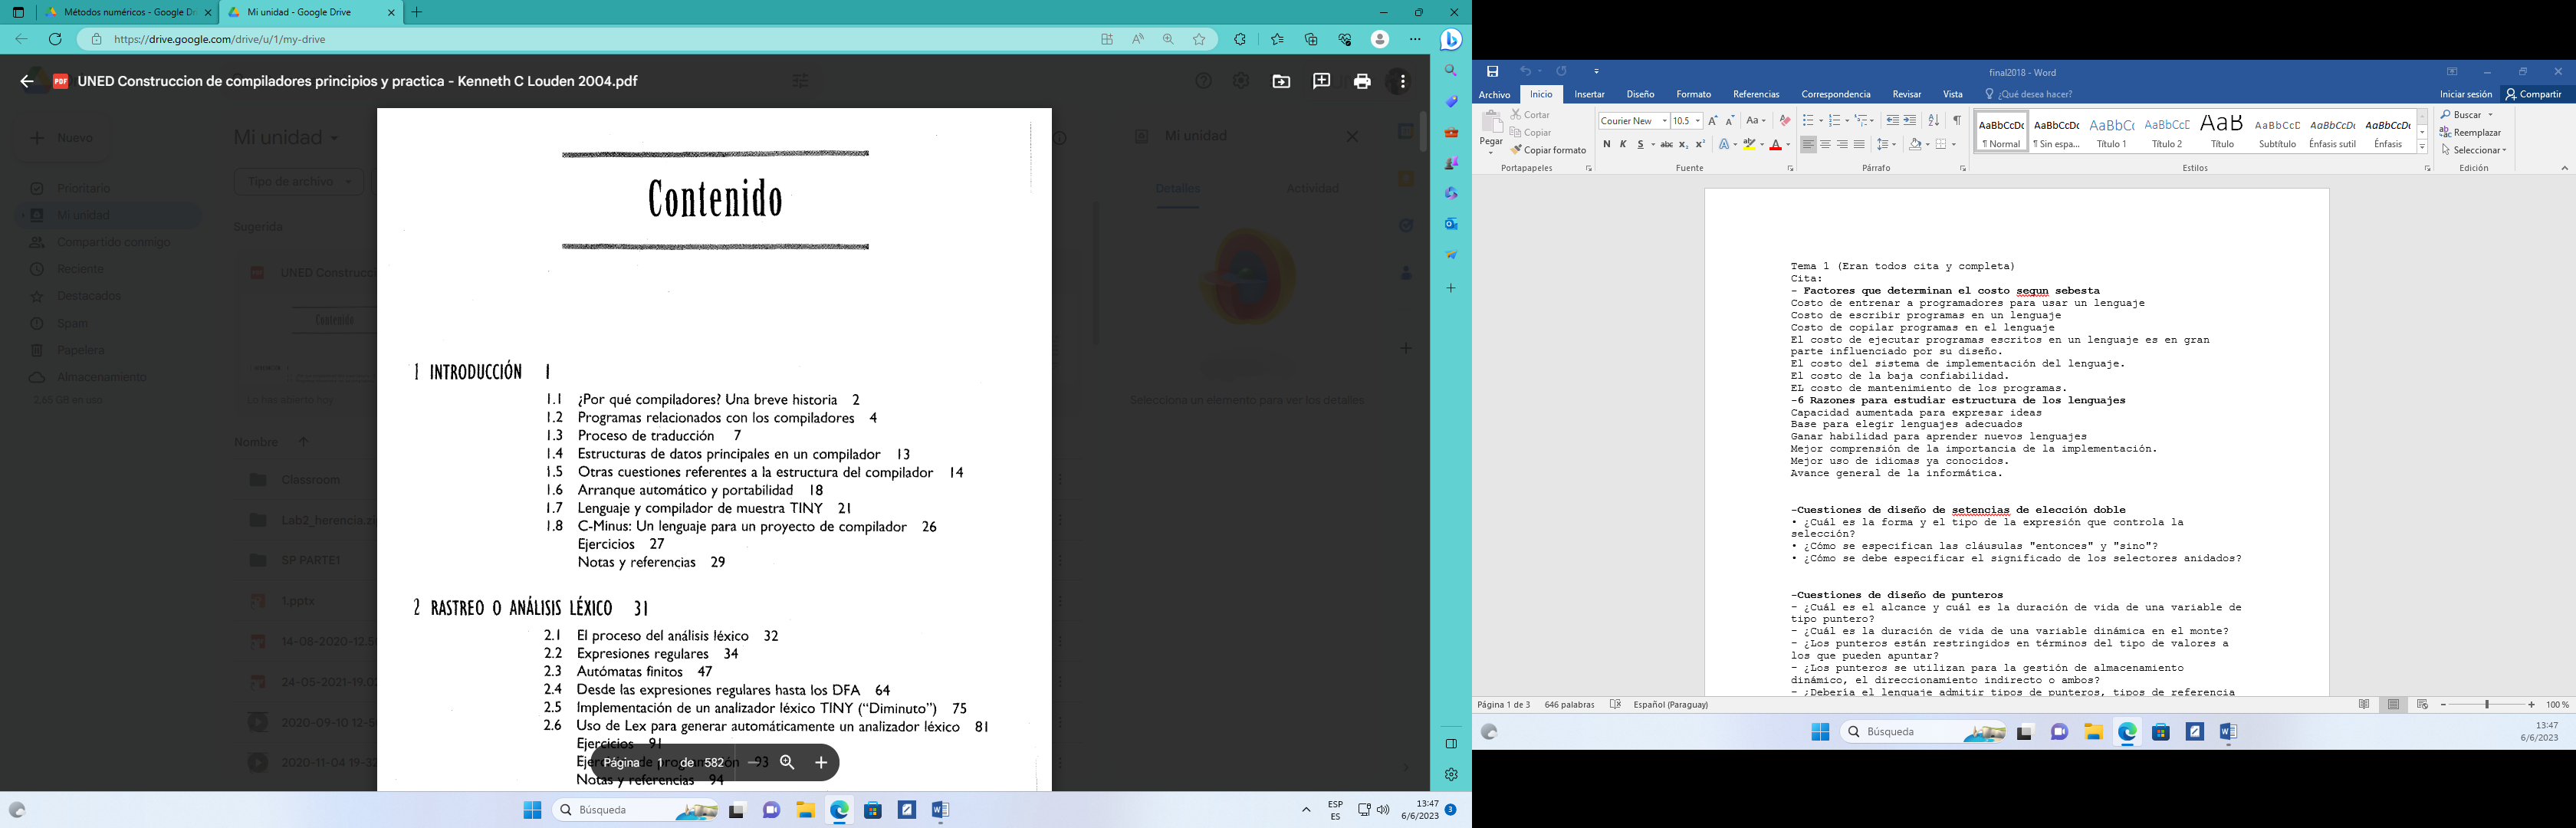 Métodos numéricos - Google Dr
Mi unidad - Google Drive
https://drive.google.com/drive/u/1/my-drive
PDF
UNED Construccion de compiladores principios y practica - Kenneth C Louden 2004.pdf
Nuevo
Prioritario
Mi unidad
Compartido conmigo
Reciente
Destacados
Spam
Papelera
Almacenamiento
2.65 GB en uso
Mi unidad
Tipo de archivo
Sugerida
UNED Construcci
Contenido
Nombre
Classroom
Lab2_herencia.zi
SP PARTE1
1.pptx
14-08-2020-12.5
24-05-2021-19.02
2020-09-10 12-5
2020-11-04 19-32
Mi unidad
Detalles
Actividad
Seleccione un elemento para ver los detalles
Contenido
1 INTRODUCCIÓN 1
1.1 ¿Por qué compiladores? Una breve historia 2
1.2 Programas relacionados con los compiladores 4
1.3 Proceso de traducción 7
1.4 Estructuras de datos principales en un compilador 13
1.5 Otras cuestiones referentes a la estructura del compilador 14
1.6 Arranque automático y portabilidad 18
1.7 Lenguaje y compilador de muestra TINY 21
1.8 C-Minus: Un lenguaje para un proyecto de compilador 26
Ejercicios 27
Notas y referencias 29
2 RASTREO O ANÁLISIS LÉXICO 31
2.1 El proceso del análisis léxico 32
2.2 Expresiones regulares 34
2.3 Autómatas finitos 47
2.4 Desde las expresiones regulares hasta los DFA 64
2.5 Implementación de un analizador léxico TINY ("Diminuto") 75
2.6 Uso de Lex para generar automáticamente un analizador léxico 81
Ejercicios 91
Ejercicios de programación 93
Notas y referencias 94
Página 1 de 582
Búsqueda
ESP
ES
13:47
6/6/2023
3
final2018 - Word
Archivo Inicio Insertar Diseño Formato Referencias Correspondencia Revisar Vista ¿Qué desea hacer? Iniciar sesión Compartir
Pegar
Cortar
Copiar
Copiar formato
Portapapeles
Courier New 10.5
N K S abc x₂ x²
Fuente
Párrafo
AaBbCcDc AaBbCcDc AaBbCc AaBbCcD AaB AaBbCcD AaBbCcDt AaBbCcDt
¶ Normal ¶ Sin espa... Título 1 Título 2 Título Subtítulo Énfasis sutil Énfasis
Estilos
Buscar
Reemplazar
Seleccionar
Edición
Tema 1 (Eran todos cita y completa)
Cita:
- Factores que determinan el costo segun sebesta
Costo de entrenar a programadores para usar un lenguaje
Costo de escribir programas en un lenguaje
Costo de copilar programas en el lenguaje
El costo de ejecutar programas escritos en un lenguaje es en gran
parte influenciado por su diseño.
El costo del sistema de implementación del lenguaje.
El costo de la baja confiabilidad.
EL costo de mantenimiento de los programas.
-6 Razones para estudiar estructura de los lenguajes
Capacidad aumentada para expresar ideas
Base para elegir lenguajes adecuados
Ganar habilidad para aprender nuevos lenguajes
Mejor comprensión de la importancia de la implementación.
Mejor uso de idiomas ya conocidos.
Avance general de la informática.
-Cuestiones de diseño de setencias de elección doble
• ¿Cuál es la forma y el tipo de la expresión que controla la
selección?
• ¿Cómo se especifican las cláusulas "entonces" y "sino"?
• ¿Cómo se debe especificar el significado de los selectores anidados?
-Cuestiones de diseño de punteros
- ¿Cuál es el alcance y cuál es la duración de vida de una variable de
tipo puntero?
- ¿Cuál es la duración de vida de una variable dinámica en el monte?
- ¿Los punteros están restringidos en términos del tipo de valores a
los que pueden apuntar?
- ¿Los punteros se utilizan para la gestión de almacenamiento
dinámico, el direccionamiento indirecto o ambos?
- ¿Debería el lenguaje admitir tipos de punteros, tipos de referencia
Página 1 de 3 646 palabras Español (Paraguay) 100 %
Búsqueda
13:47
6/6/2023